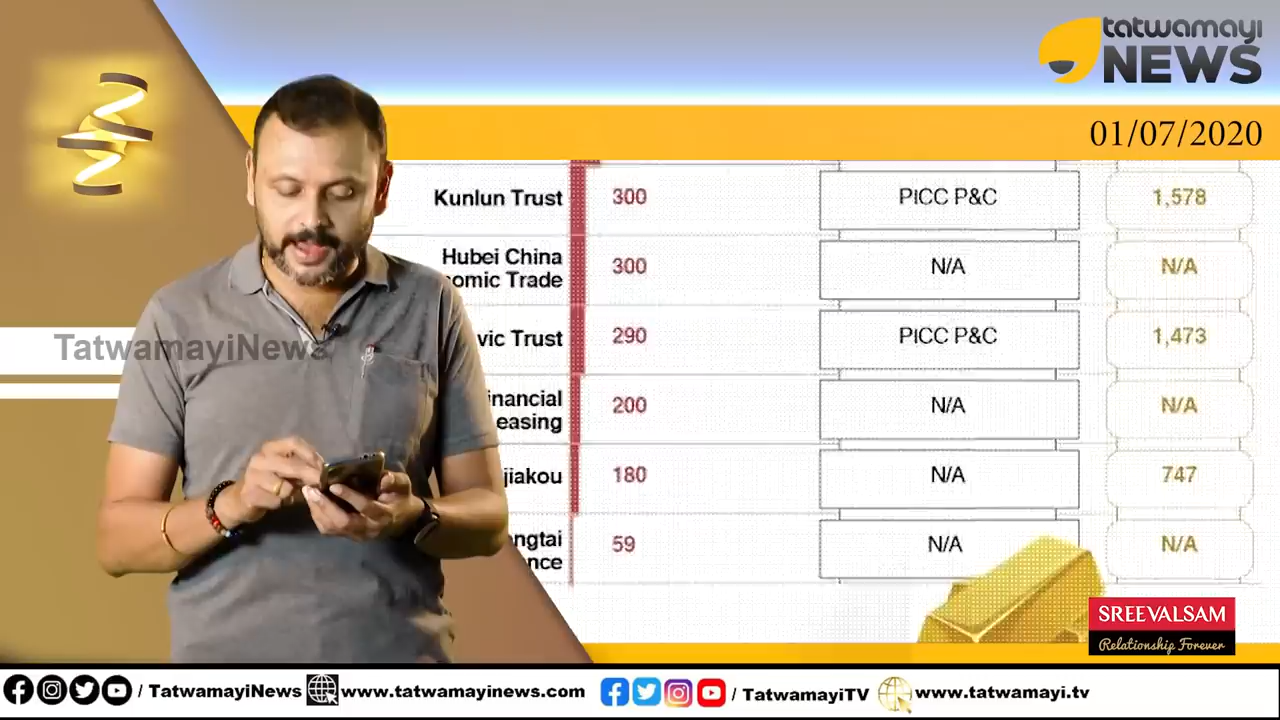 tatwamayi
NEWS
01/07/2020
Kunlun Trust 300 PICC P&C 1,578
Hubei China
omic Trade 300 N/A N/A
vic Trust 290 PICC P&C 1,473
inancial
easing 200 N/A N/A
jiakou 180 N/A 747
ngtai
nce 59 N/A N/A
TatwamayiNews
SREEVALSAM
Relationship Forever
/ TatwamayiNews www.tatwamayinews.com / TatwamayiTV www.tatwamayi.tv